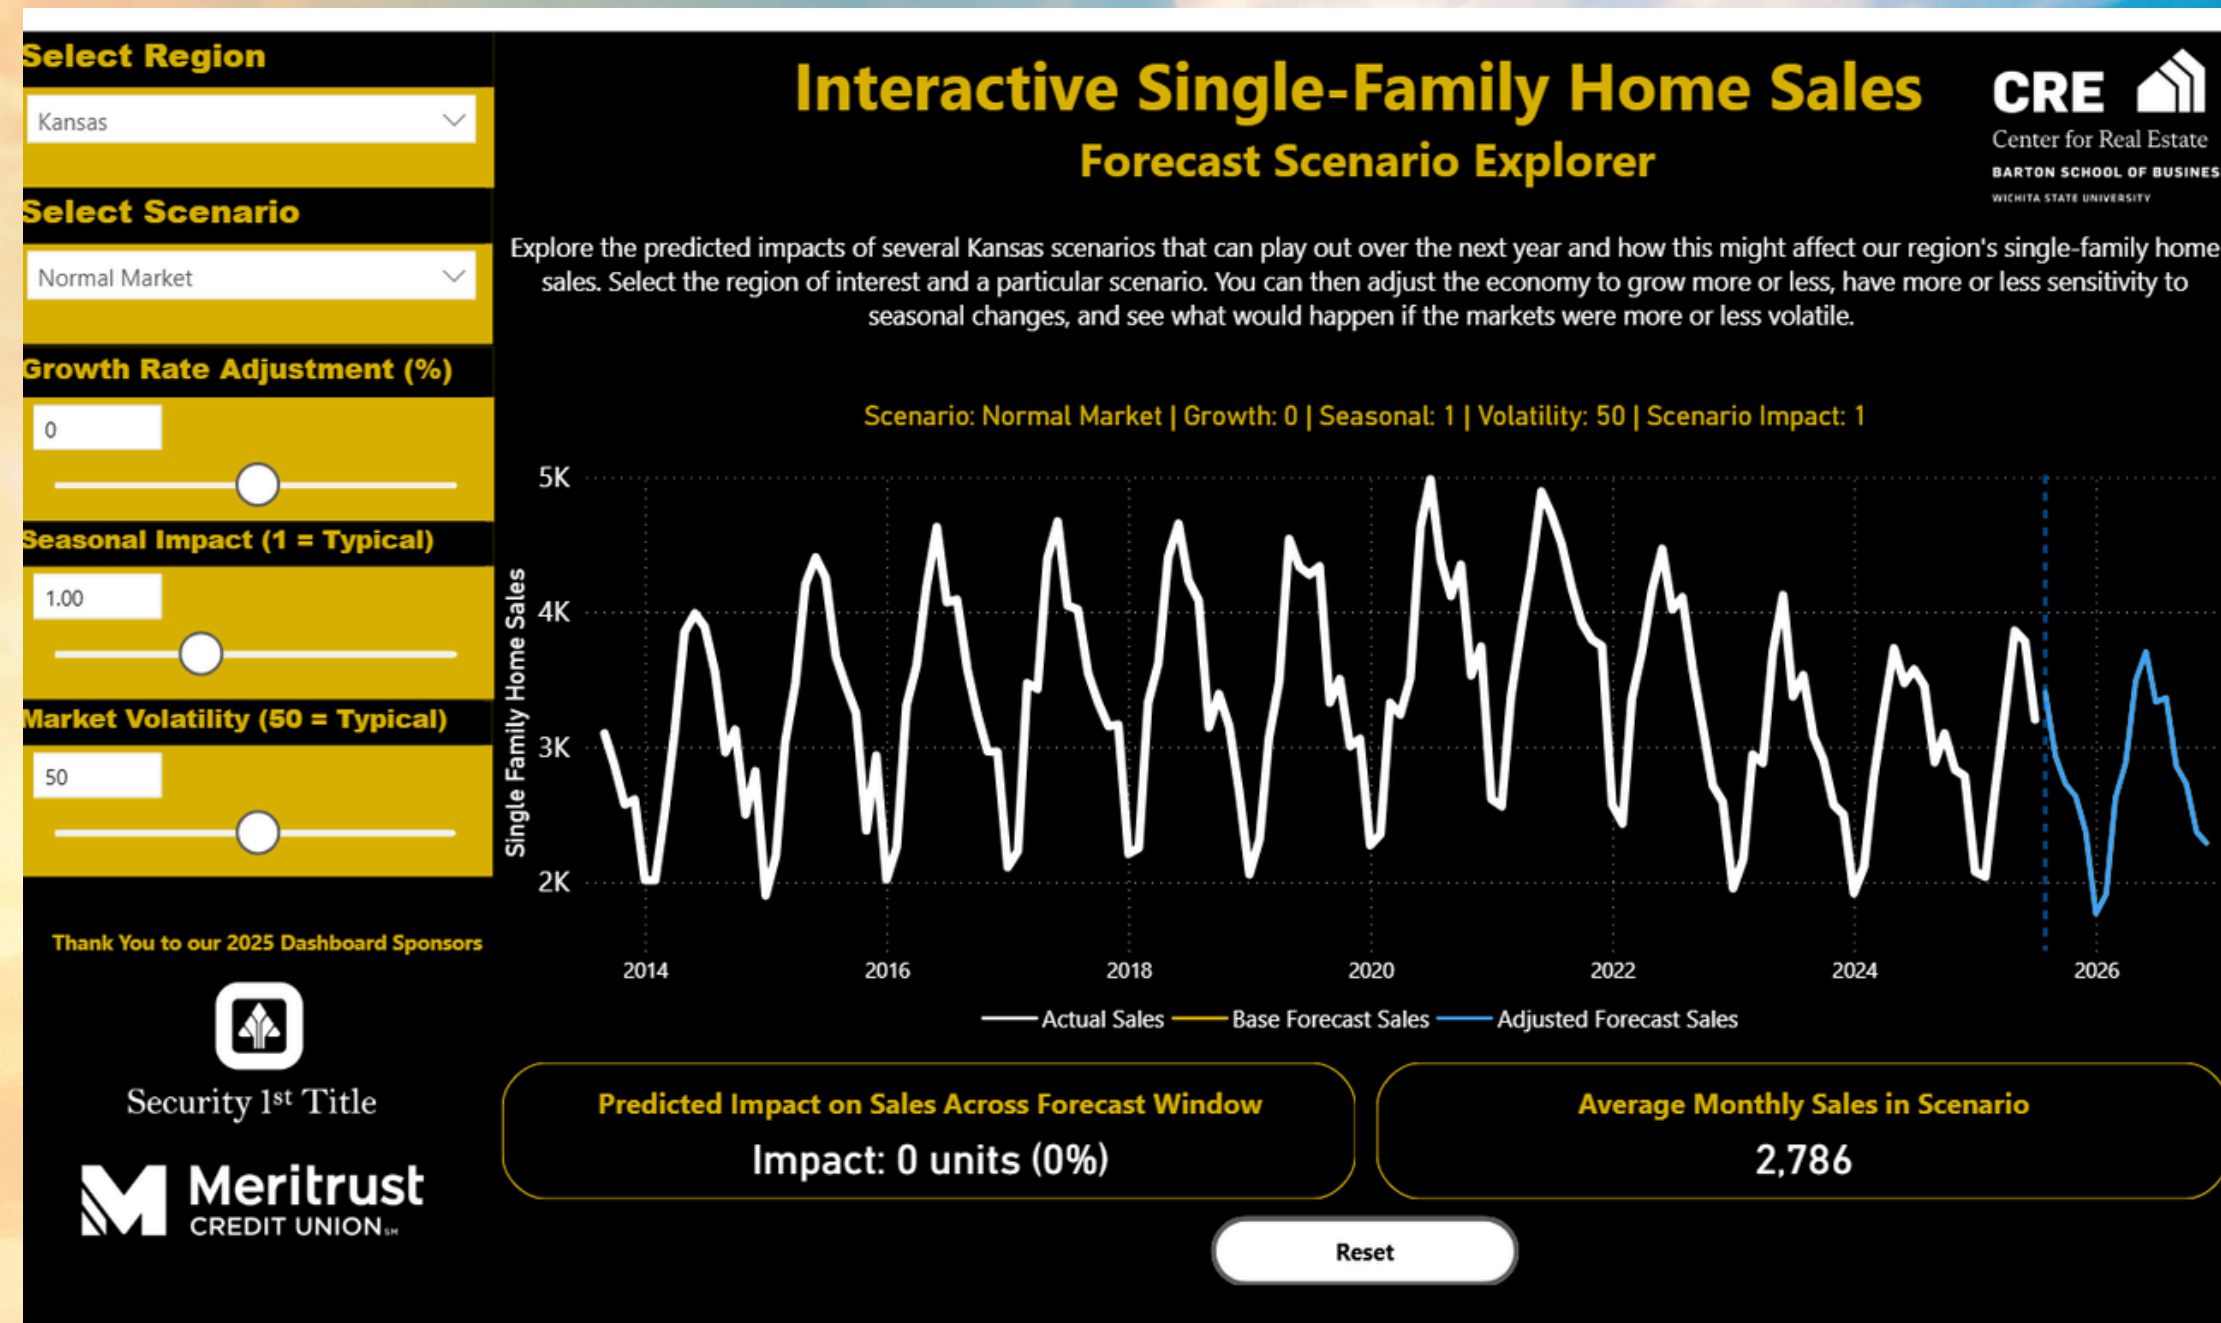 Select Region
Kansas
Select Scenario
Normal Market
Growth Rate Adjustment (%)
0
Seasonal Impact (1 = Typical)
1.00
Market Volatility (50 = Typical)
50
Thank You to our 2025 Dashboard Sponsors
Security 1st Title
Meritrust
CREDIT UNION SM
Interactive Single-Family Home Sales
Forecast Scenario Explorer
CRE
Center for Real Estate
BARTON SCHOOL OF BUSINES
WICHITA STATE UNIVERSITY
Explore the predicted impacts of several Kansas scenarios that can play out over the next year and how this might affect our region's single-family home
sales. Select the region of interest and a particular scenario. You can then adjust the economy to grow more or less, have more or less sensitivity to
seasonal changes, and see what would happen if the markets were more or less volatile.
Scenario: Normal Market | Growth: 0 | Seasonal: 1 | Volatility: 50 | Scenario Impact: 1
Single Family Home Sales
5K
4K
3K
2K
2014 2016 2018 2020 2022 2024 2026
Actual Sales Base Forecast Sales Adjusted Forecast Sales
Predicted Impact on Sales Across Forecast Window
Impact: 0 units (0%)
Average Monthly Sales in Scenario
2,786
Reset